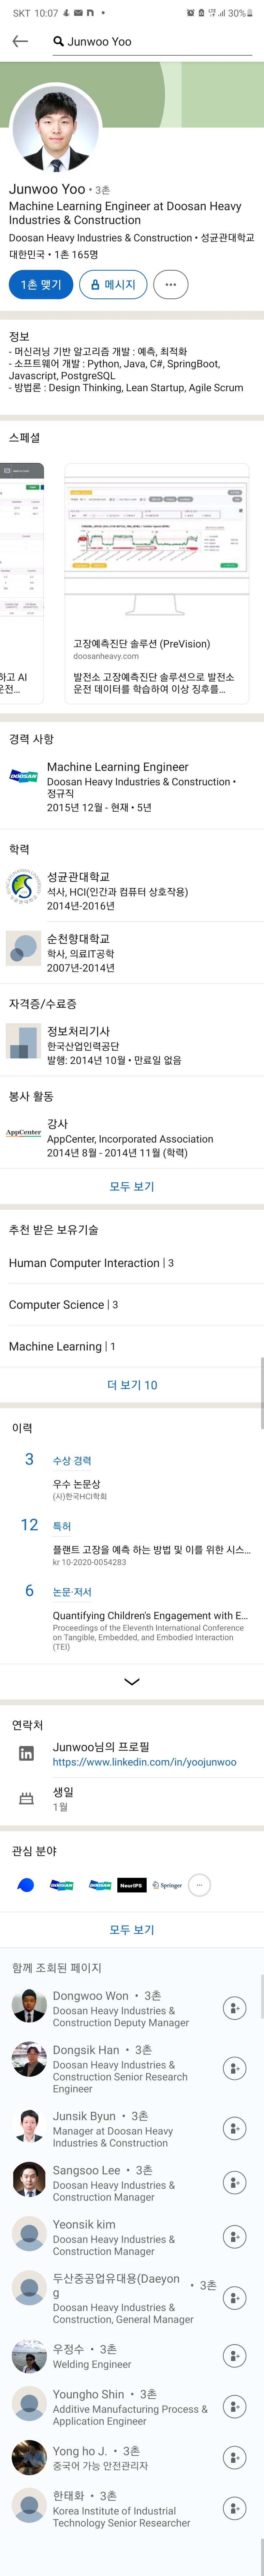 SKT 10:07
30%
Junwoo Yoo
Junwoo Yoo • 3촌
Machine Learning Engineer at Doosan Heavy
Industries & Construction
Doosan Heavy Industries & Construction • 성균관대학교
대한민국 • 1촌 165명
1촌 맺기
메시지
정보
- 머신러닝 기반 알고리즘 개발 : 예측, 최적화
- 소프트웨어 개발 : Python, Java, C#, SpringBoot,
Javascript, PostgreSQL
- 방법론 : Design Thinking, Lean Startup, Agile Scrum
스페셜
고장예측진단 솔루션 (PreVision)
doosanheavy.com
하고 AI
발전소 고장예측진단 솔루션으로 발전소
운전...
운전 데이터를 학습하여 이상 징후를...
경력 사항
DOOSAN
Machine Learning Engineer
Doosan Heavy Industries & Construction •
정규직
2015년 12월 - 현재 • 5년
학력
성균관대학교
석사, HCI(인간과 컴퓨터 상호작용)
2014년-2016년
순천향대학교
학사, 의료IT공학
2007년-2014년
자격증/수료증
정보처리기사
한국산업인력공단
발행: 2014년 10월 • 만료일 없음
봉사 활동
AppCenter
강사
AppCenter, Incorporated Association
2014년 8월 - 2014년 11월 (학력)
모두 보기
추천 받은 보유기술
Human Computer Interaction | 3
Computer Science | 3
Machine Learning | 1
더 보기 10
이력
3 수상 경력
우수 논문상
(사)한국HCI학회
12 특허
플랜트 고장을 예측 하는 방법 및 이를 위한 시스...
kr 10-2020-0054283
6 논문·저서
Quantifying Children's Engagement with E...
Proceedings of the Eleventh International Conference
on Tangible, Embedded, and Embodied Interaction
(TEI)
연락처
Junwoo님의 프로필
https://www.linkedin.com/in/yoojunwoo
생일
1월
관심 분야
DOOSAN DOOSAN NeurIPS Springer
모두 보기
함께 조회된 페이지
Dongwoo Won • 3촌
Doosan Heavy Industries &
Construction Deputy Manager
Dongsik Han • 3촌
Doosan Heavy Industries &
Construction Senior Research
Engineer
Junsik Byun • 3촌
Manager at Doosan Heavy
Industries & Construction
Sangsoo Lee • 3촌
Doosan Heavy Industries &
Construction Manager
Yeonsik kim
Doosan Heavy Industries &
Construction Manager
두산중공업유대용(Daeyon
g • 3촌
Doosan Heavy Industries &
Construction, General Manager
우정수 • 3촌
Welding Engineer
Youngho Shin • 3촌
Additive Manufacturing Process &
Application Engineer
Yong ho J. • 3촌
중국어 가능 안전관리자
한태화 • 3촌
Korea Institute of Industrial
Technology Senior Researcher